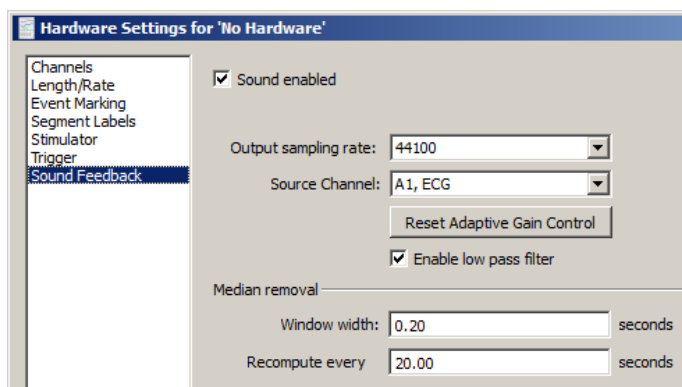 Hardware Settings for 'No Hardware'
Channels
Length/Rate
Event Marking
Segment Labels
Stimulator
Trigger
Sound Feedback
Sound enabled
Output sampling rate: 44100
Source Channel: A1, ECG
Reset Adaptive Gain Control
Enable low pass filter
Median removal
Window width: 0.20 seconds
Recompute every 20.00 seconds